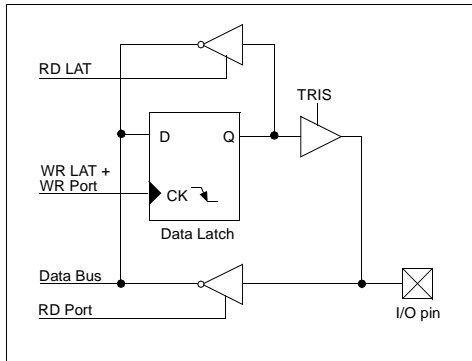 RD LAT
TRIS
D
Q
WR LAT +
WR Port
CK
Data Latch
Data Bus
RD Port
I/O pin